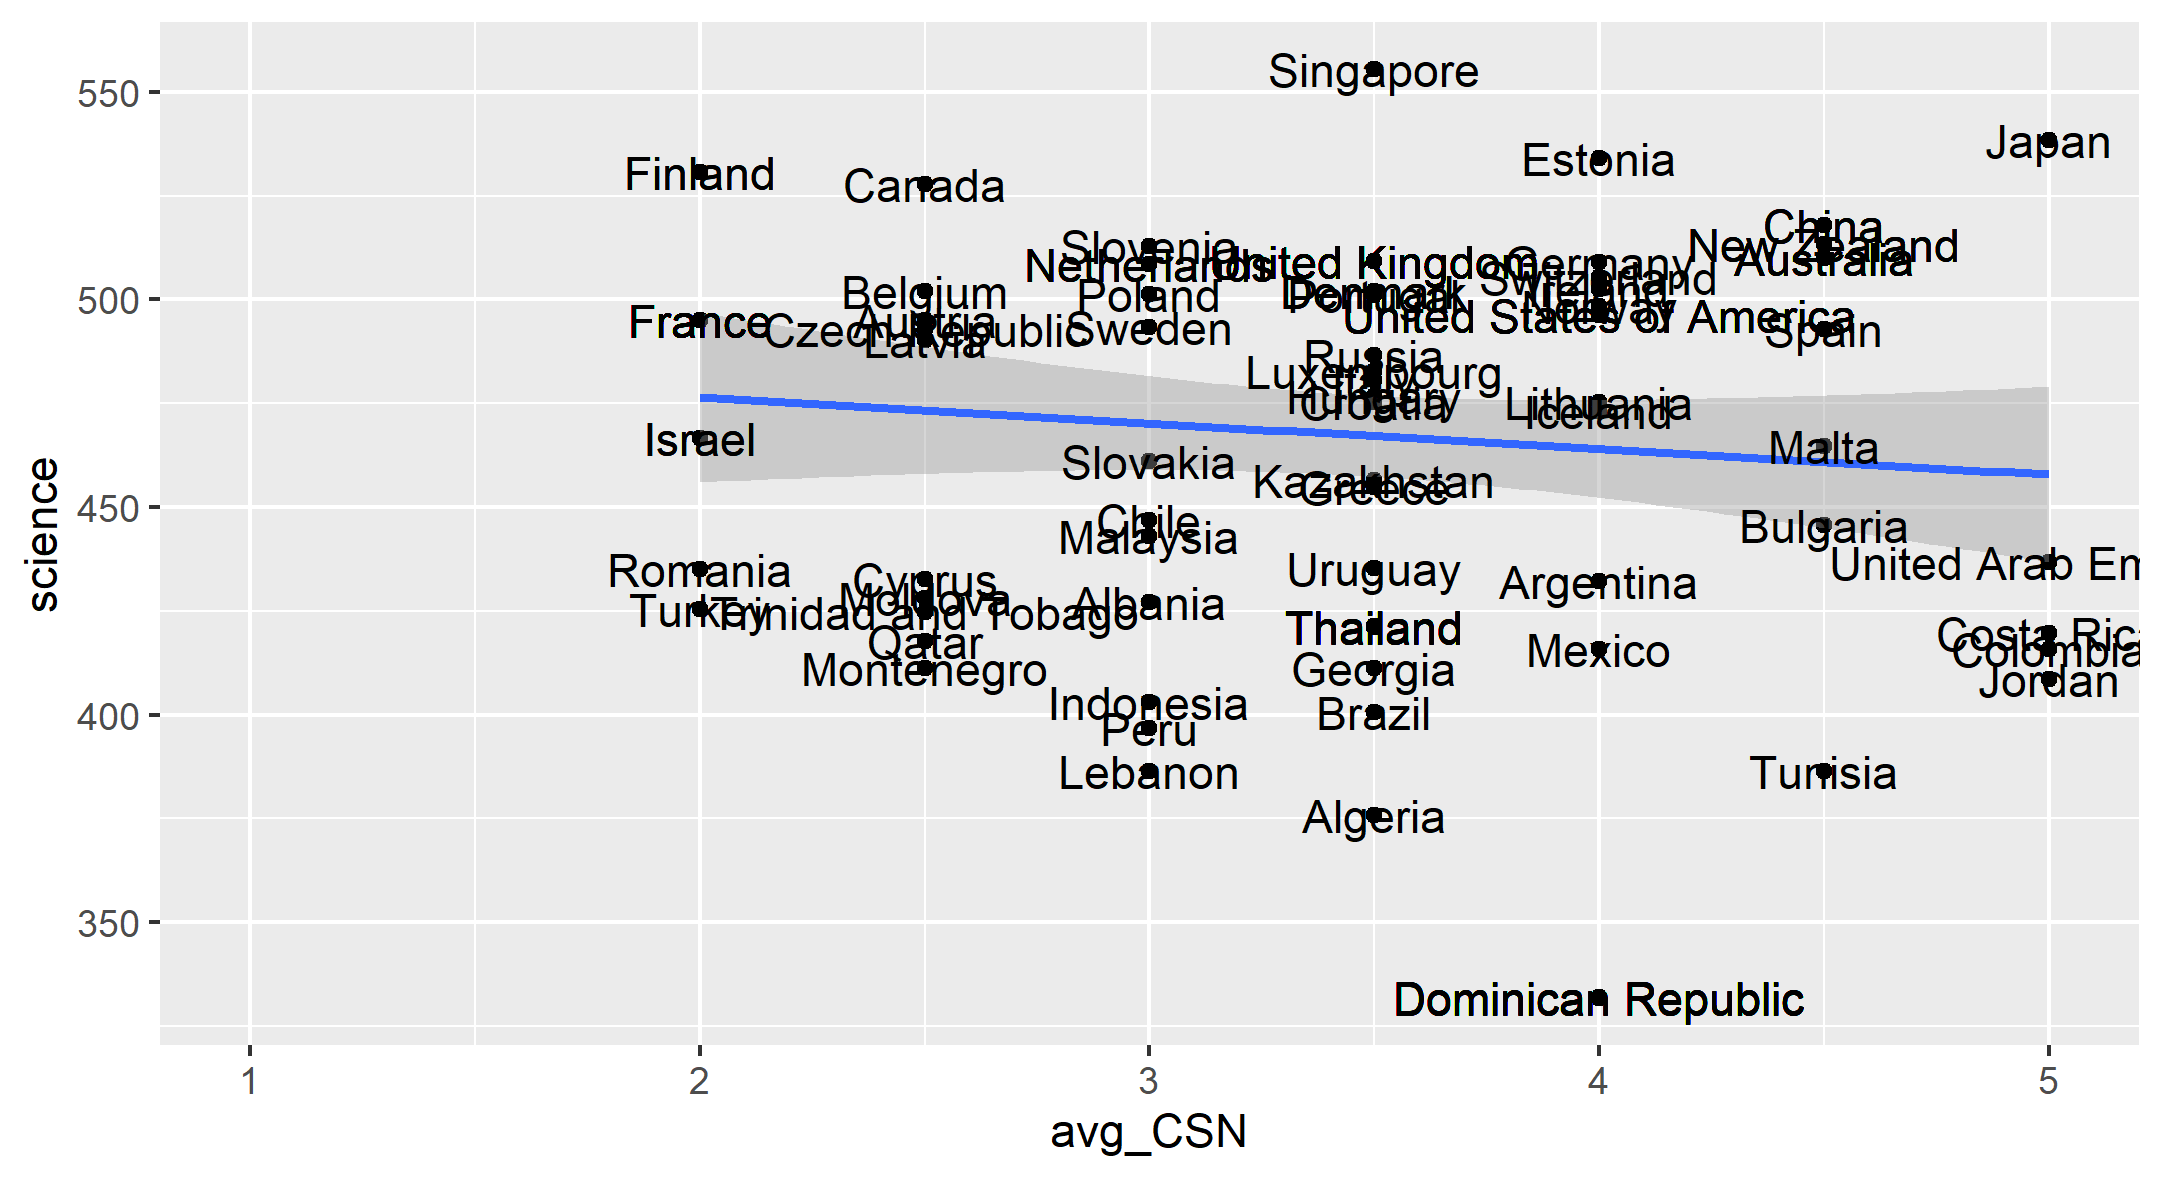 Singapore
550
Japan
Estonia
Finland
Canada
China
Slovenia
New Zealand
United Kingdom
Germany
Australia
Netherlands
Switzerland
Belgium
Poland
Denmark
Portugal
Ireland
500
Norway
France
Austria
United States of America
Czech Republic
Sweden
Spain
Latvia
Russia
Luxembourg
Italy
Hungary
Croatia
Lithuania
Iceland
Israel
Malta
Slovakia
Kazakhstan
Greece
450
Chile
Bulgaria
Malaysia
United Arab Em
Romania
Uruguay
Cyprus
Argentina
Moldova
Albania
Turkey
Trinidad and Tobago
Thailand
Costa Rica
Qatar
Mexico
Colombia
Montenegro
Georgia
Jordan
Indonesia
Brazil
400
Peru
Lebanon
Tunisia
Algeria
350
Dominican Republic
science
1 2 3 4 5
avg_CSN